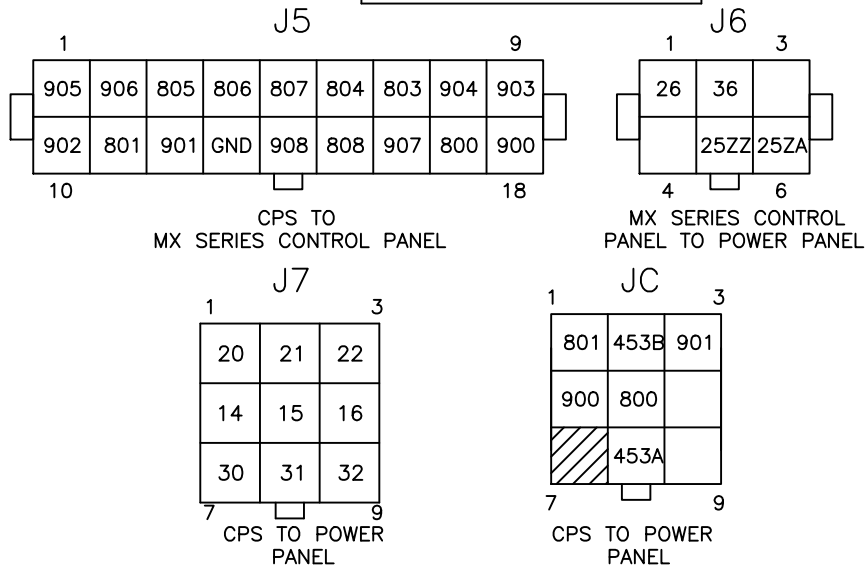 J5
1 9
905 906 805 806 807 804 803 904 903
902 801 901 GND 908 808 907 800 900
10 18
CPS TO
MX SERIES CONTROL PANEL
J6
1 3
26 36
25ZZ 25ZA
4 6
MX SERIES CONTROL
PANEL TO POWER PANEL
J7
1 3
20 21 22
14 15 16
30 31 32
7 9
CPS TO POWER
PANEL
JC
1 3
801 453B 901
900 800
453A
7 9
CPS TO POWER
PANEL